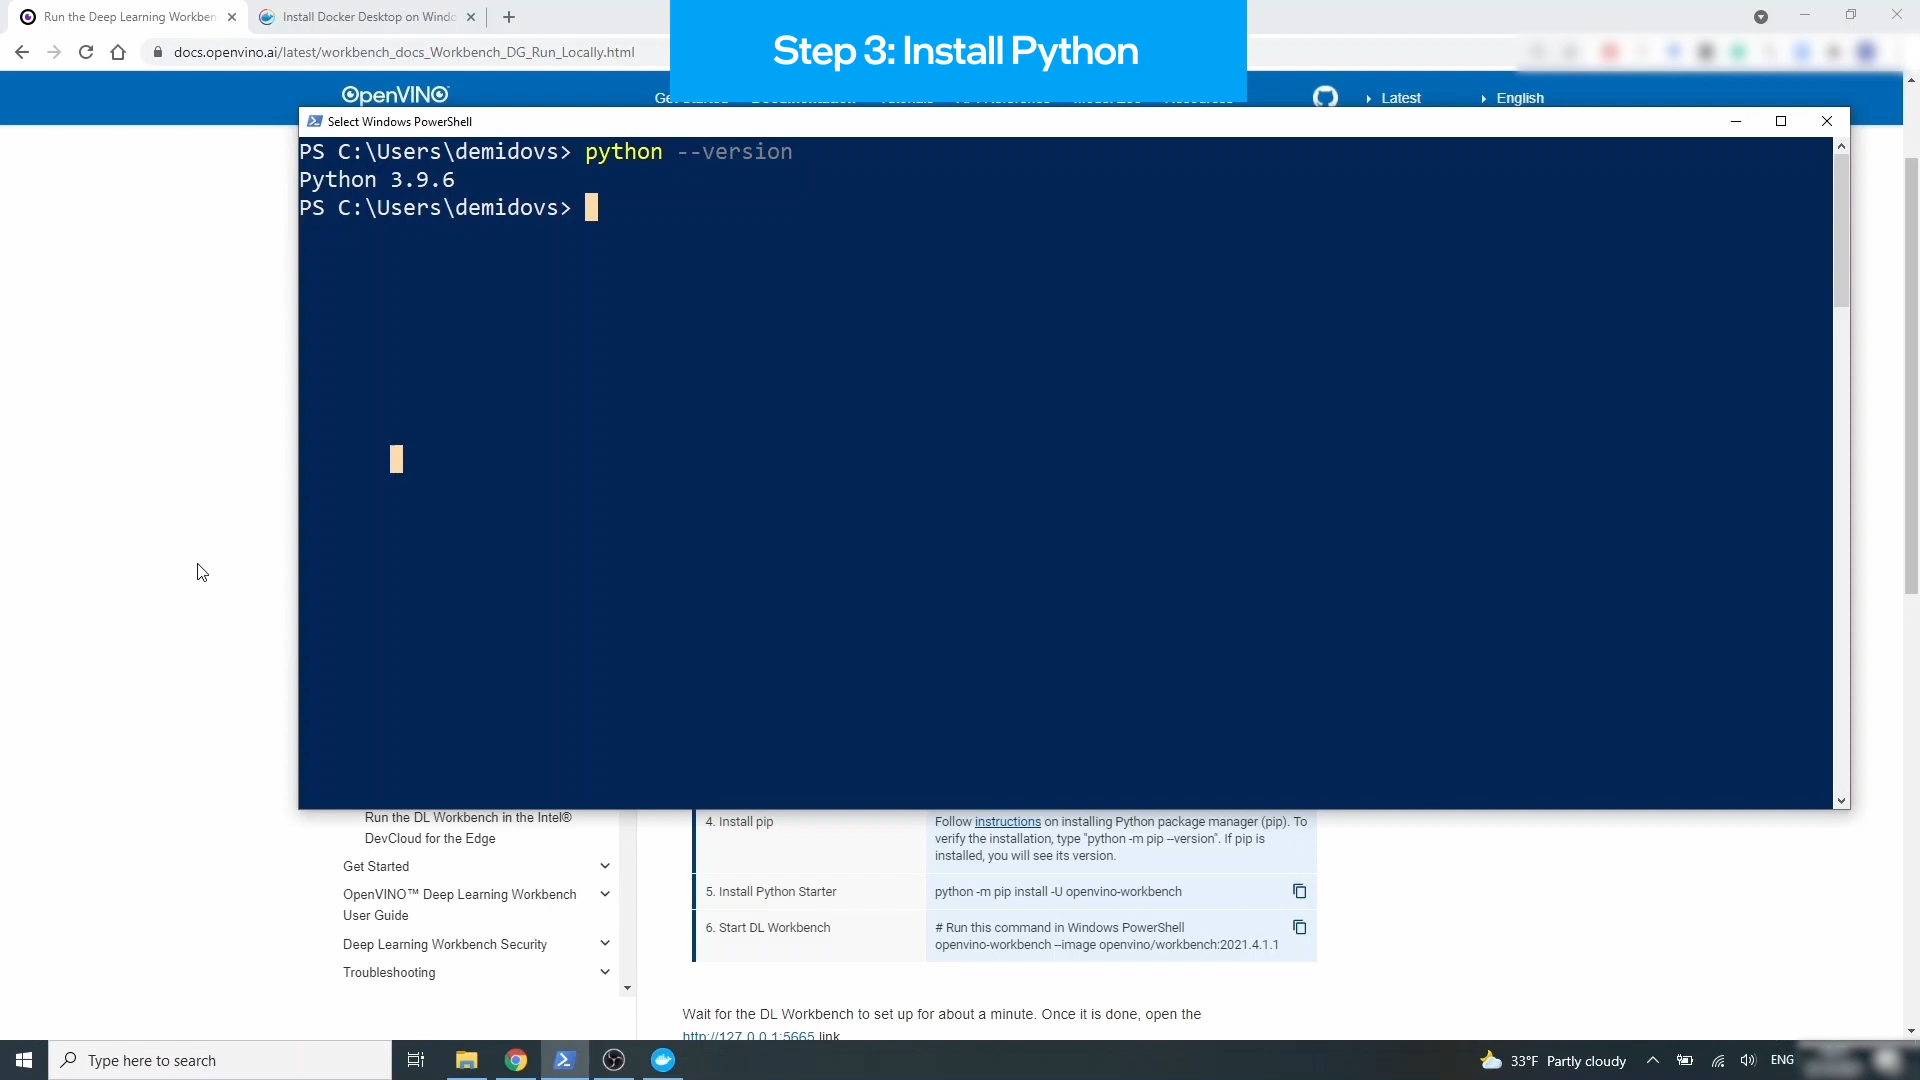 Run the Deep Learning Workben
Install Docker Desktop on Windo
Step 3: Install Python
docs.openvino.ai/latest/workbench_docs_Workbench_DG_Run_Locally.html
OpenVINO
Latest
English
Select Windows PowerShell
PS C:\Users\demidovs> python --version
Python 3.9.6
PS C:\Users\demidovs>
Run the DL Workbench in the Intel®
DevCloud for the Edge
Get Started
OpenVINO™ Deep Learning Workbench
User Guide
Deep Learning Workbench Security
Troubleshooting
4. Install pip
Follow instructions on installing Python package manager (pip). To
verify the installation, type "python -m pip --version". If pip is
installed, you will see its version.
5. Install Python Starter
python -m pip install -U openvino-workbench
6. Start DL Workbench
# Run this command in Windows PowerShell
openvino-workbench --image openvino/workbench:2021.4.1.1
Wait for the DL Workbench to set up for about a minute. Once it is done, open the
http://127.0.0.1:5665 link
Type here to search
33°F Partly cloudy
ENG